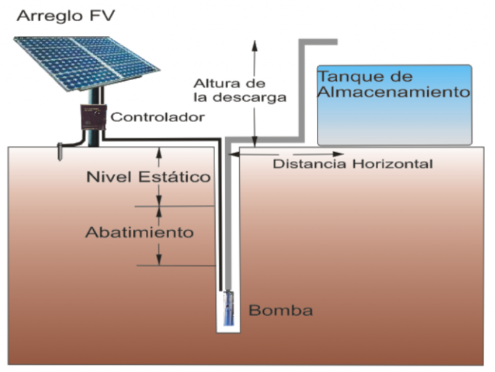 Arreglo FV
Altura de
la descarga
Tanque de
Almacenamiento
Controlador
Distancia Horizontal
Nivel Estático
Abatimiento
Bomba